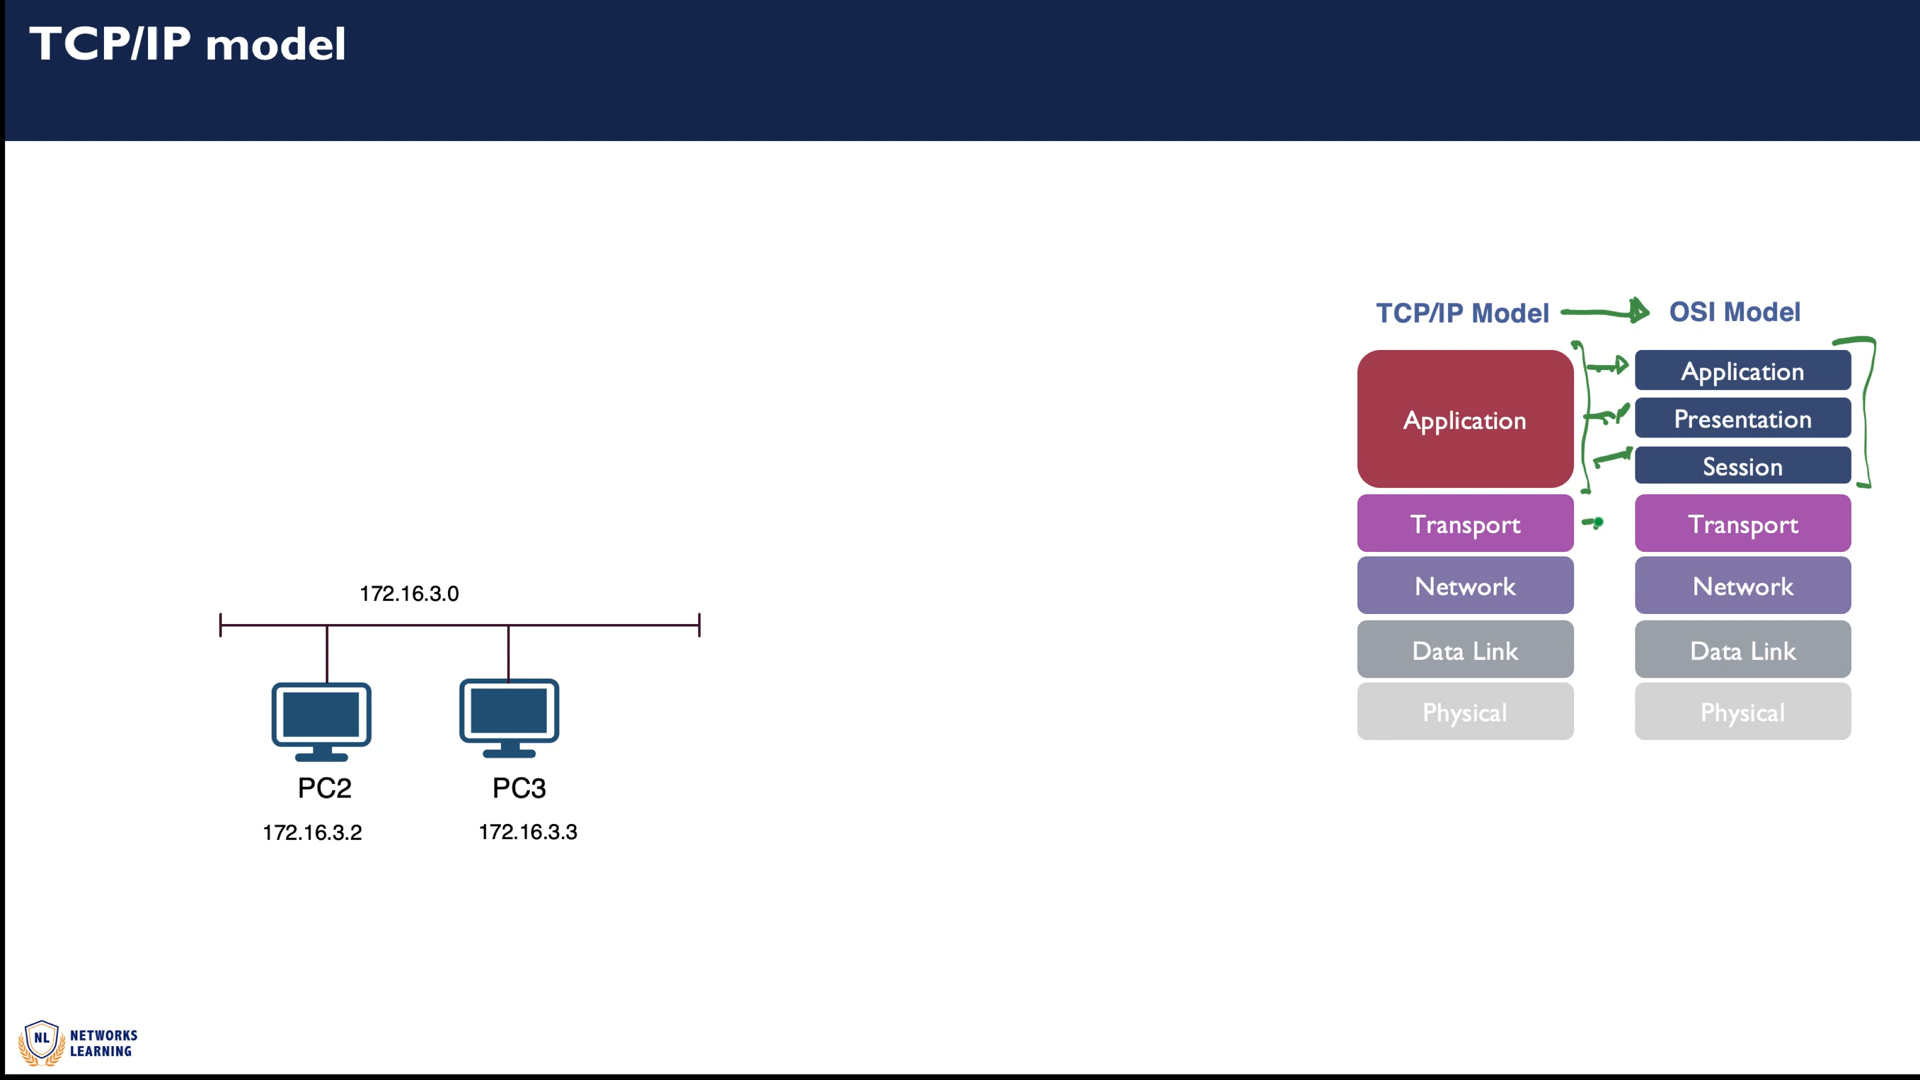 TCP/IP model
TCP/IP Model
OSI Model
Application
Application
Presentation
Session
Transport
Transport
Network
Network
Data Link
Data Link
Physical
Physical
172.16.3.0
PC2
PC3
172.16.3.2
172.16.3.3
NL
NETWORKS
LEARNING